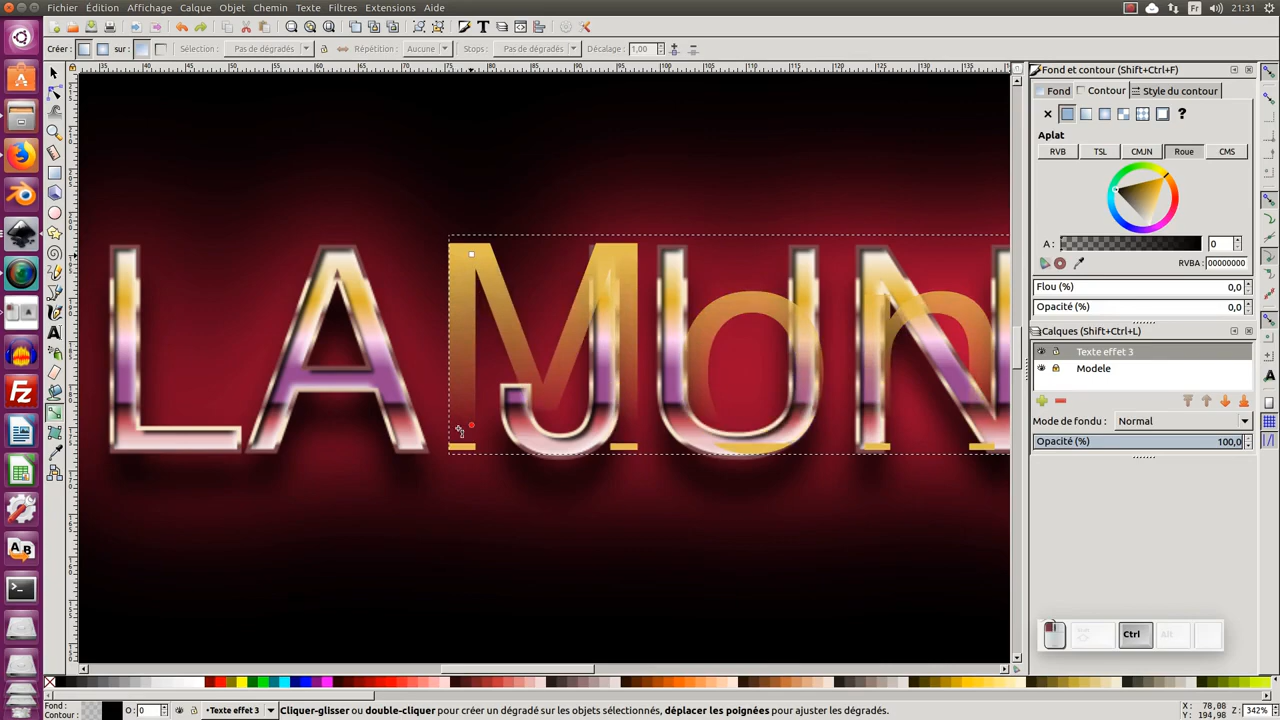 Fichier Édition Affichage Calque Objet Chemin Texte Filtres Extensions Aide
Fr 21:31
Créer : sur : Sélection : Pas de dégradés Répétition : Aucune Stops : Pas de dégradés Décalage : 1,00
Fond et contour (Shift+Ctrl+F)
Fond Contour Style du contour
?
Aplat
RVB TSL CMJN Roue CMS
A : 0
RVBA : 00000000
Flou (%) 0,0
Opacité (%) 0,0
Calques (Shift+Ctrl+L)
Texte effet 3
Modele
Mode de fondu : Normal
Opacité (%) 100,0
LA JUN
Mon
Ctrl
Alt
Fond :
Contour :
O : 0
•Texte effet 3
Cliquer-glisser ou double-cliquer pour créer un dégradé sur les objets sélectionnés, déplacer les poignées pour ajuster les dégradés.
X : 78,08
Y : 194,98
Z : 342%